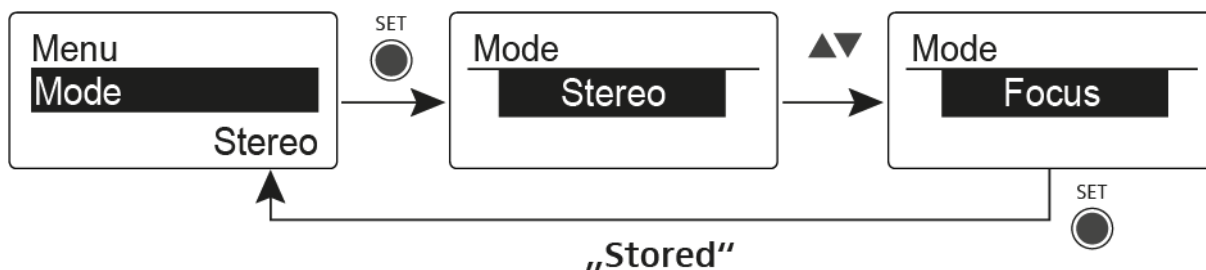 Menu
Mode
Stereo
SET
Mode
Stereo
▲▼
Mode
Focus
SET
„Stored“